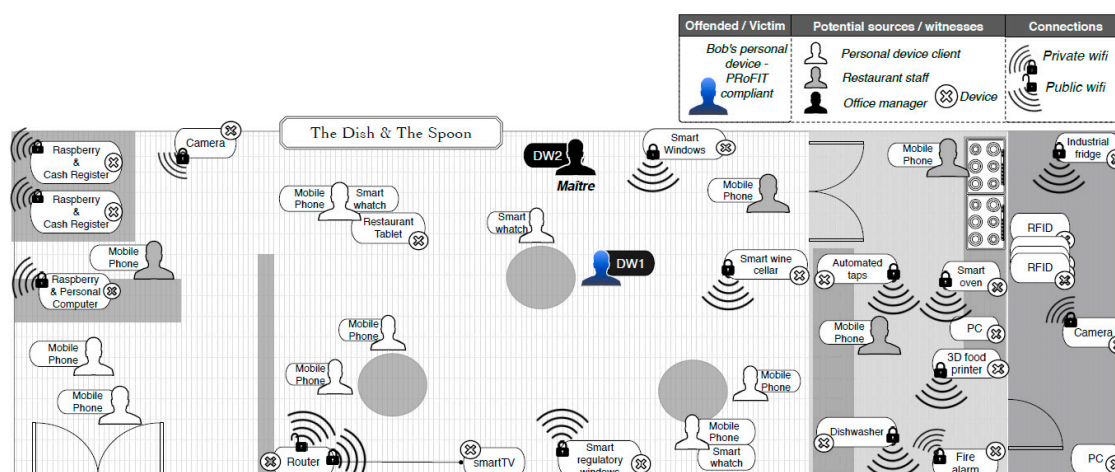 Offended / Victim
Potential sources / witnesses
Connections
Bob's personal
device -
PRoFIT
compliant
Personal device client
Restaurant staff
Office manager
Device
Private wifi
Public wifi
The Dish & The Spoon
Raspberry
&
Cash Register
Camera
DW2
Maître
Smart
Windows
Mobile
Phone
Industrial
fridge
Raspberry
&
Cash Register
Mobile
Phone
Smart
whatch
Restaurant
Tablet
Smart
whatch
Mobile
Phone
RFID
Mobile
Phone
DW1
Smart wine
cellar
Automated
taps
Smart
oven
RFID
Raspberry
& Personal
Computer
Mobile
Phone
Mobile
Phone
PC
Camera
Mobile
Phone
Mobile
Phone
Mobile
Phone
3D food
printer
Mobile
Phone
Mobile
Phone
Smart
whatch
Dishwasher
Router
smartTV
Smart
regulatory
windows
Fire
alarm
PC